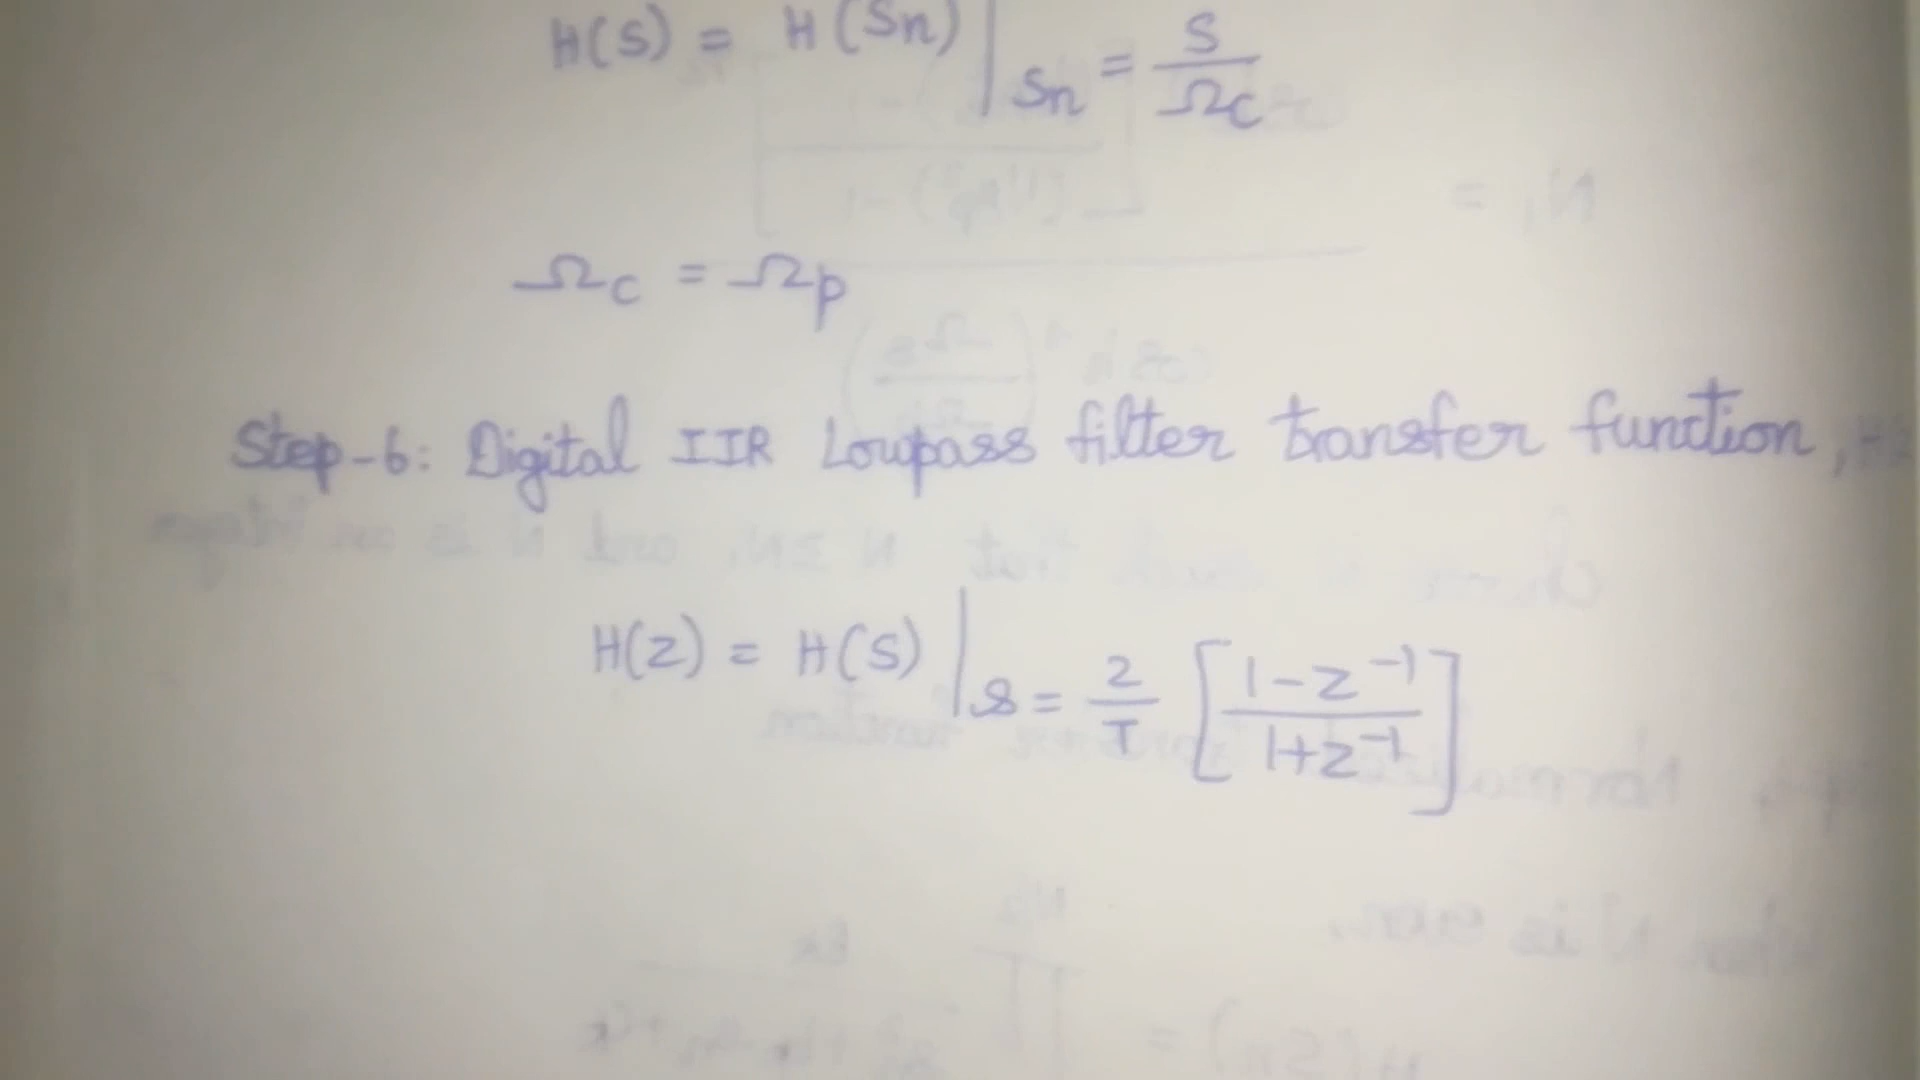 H(S) = H(Sn) | Sn = S/Ωc
Ωc = Ωp
Step-6: Digital IIR Lowpass filter transfer function,
H(z) = H(S) | s = 2/T [1-z⁻¹/1+z⁻¹]